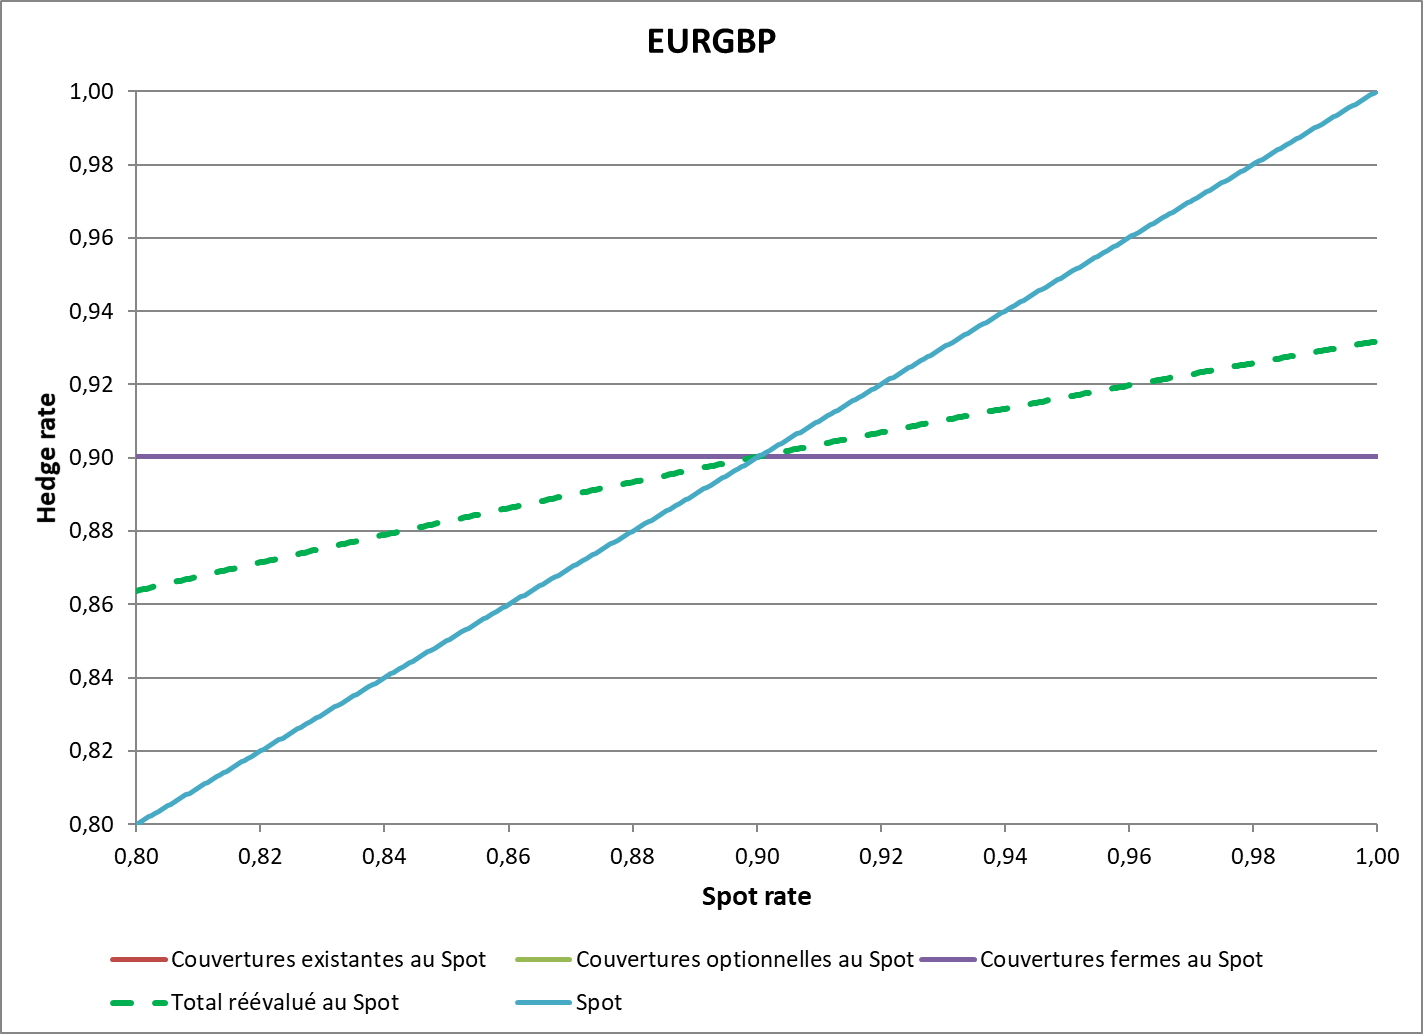 EURGBP
1,00
0,98
0,96
0,94
0,92
0,90
0,88
0,86
0,84
0,82
0,80
Hedge rate
0,80 0,82 0,84 0,86 0,88 0,90 0,92 0,94 0,96 0,98 1,00
Spot rate
Couvertures existantes au Spot Couvertures optionnelles au Spot Couvertures fermes au Spot
Total réévalué au Spot Spot